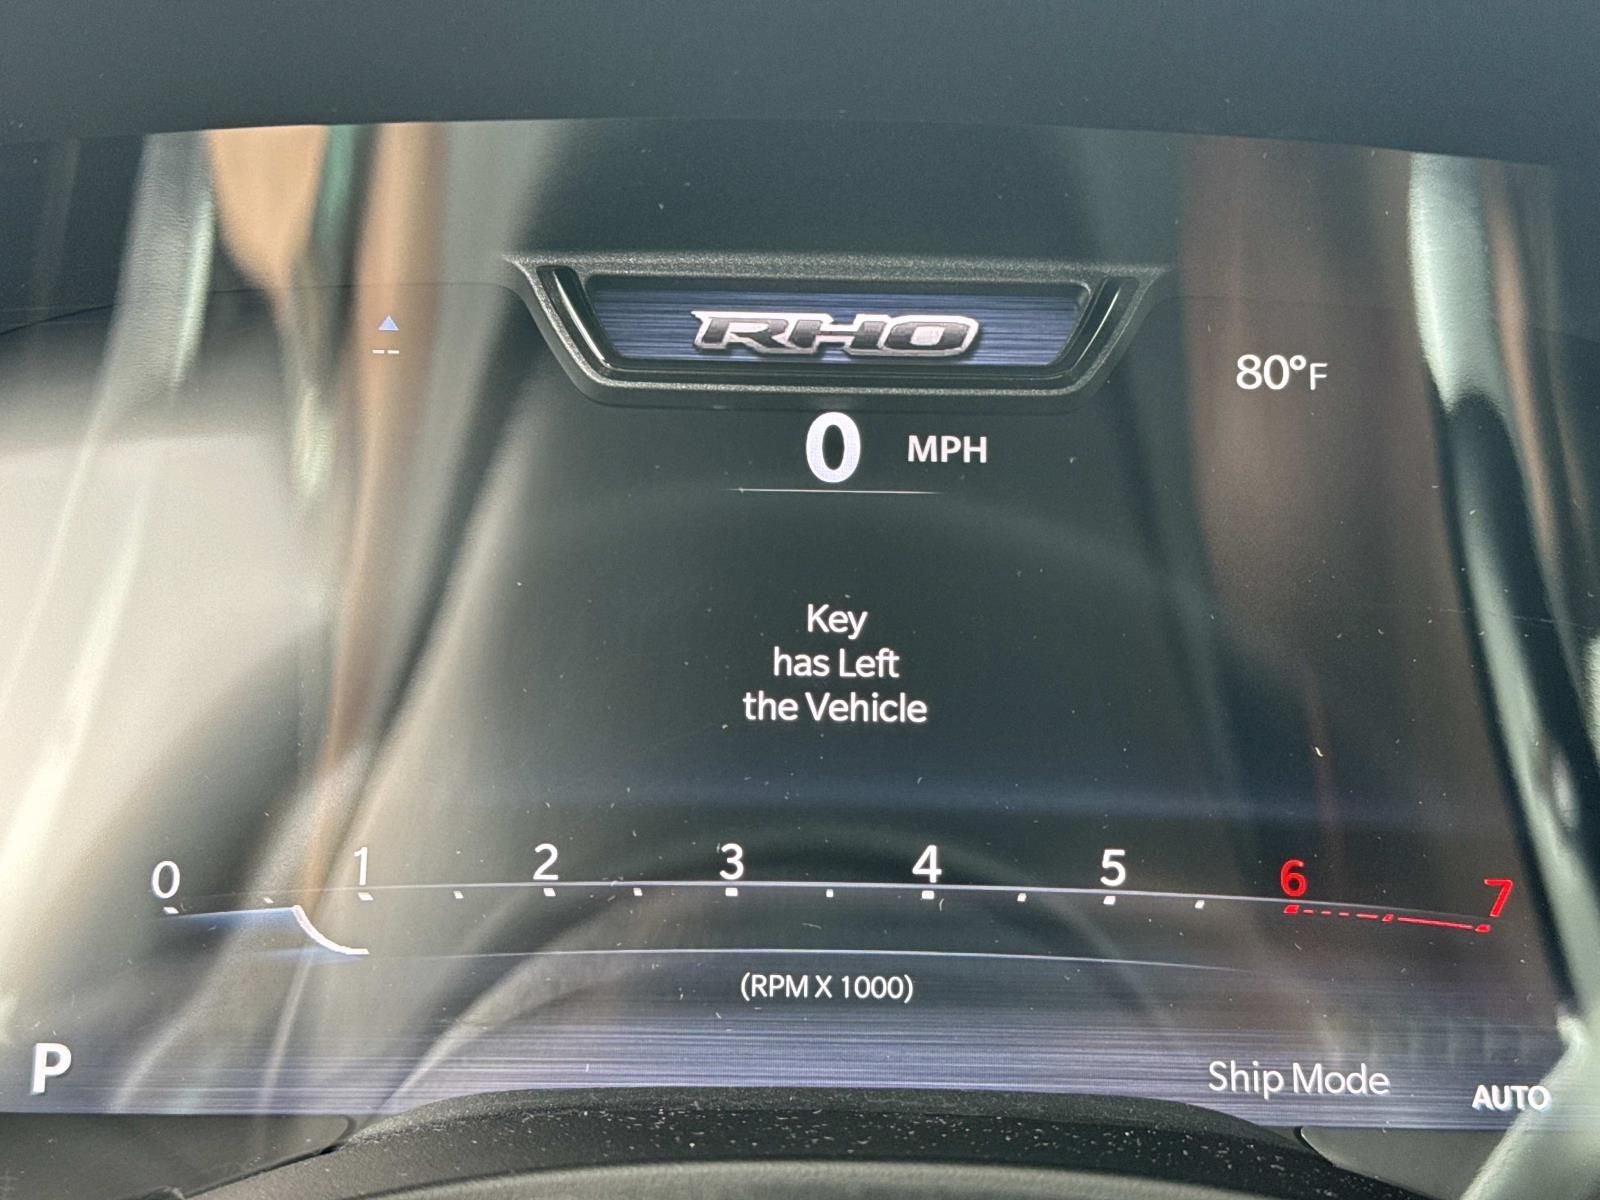 RHO
--
80°F
0 MPH
Key
has Left
the Vehicle
0 1 2 3 4 5 6 7
(RPM X 1000)
P
Ship Mode
AUTO